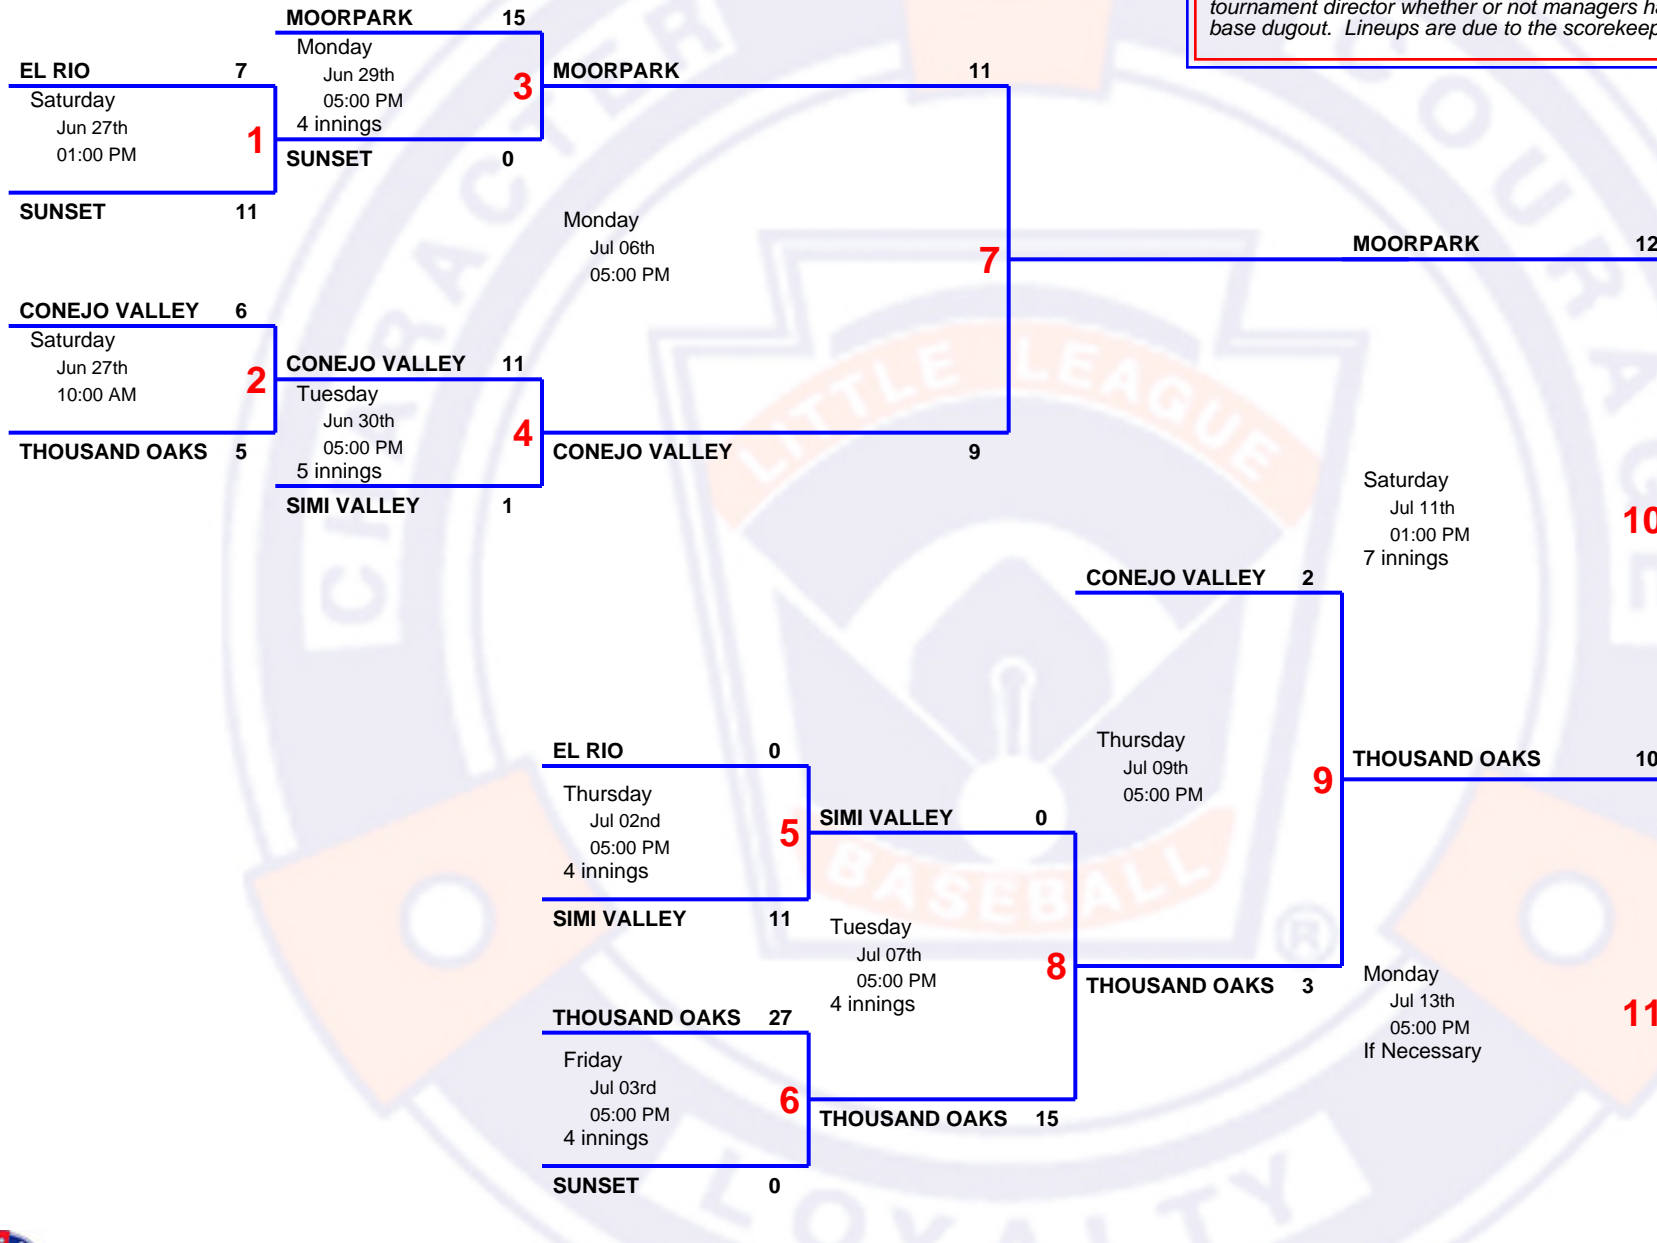 tournament director whether or not managers ha
base dugout.  Lineups are due to the scorekeep
MOORPARK 15
Monday
Jun 29th
05:00 PM
4 innings
3
SUNSET 0
EL RIO 7
Saturday
Jun 27th
01:00 PM
1
SUNSET 11
MOORPARK 11
Monday
Jul 06th
05:00 PM
7
MOORPARK 12
CONEJO VALLEY 6
Saturday
Jun 27th
10:00 AM
2
THOUSAND OAKS 5
CONEJO VALLEY 11
Tuesday
Jun 30th
05:00 PM
5 innings
4
SIMI VALLEY 1
CONEJO VALLEY 9
Saturday
Jul 11th
01:00 PM
7 innings
10
CONEJO VALLEY 2
Thursday
Jul 09th
05:00 PM
9
THOUSAND OAKS 10
EL RIO 0
Thursday
Jul 02nd
05:00 PM
4 innings
5
SIMI VALLEY 11
SIMI VALLEY 0
Tuesday
Jul 07th
05:00 PM
4 innings
8
THOUSAND OAKS 3
Monday
Jul 13th
05:00 PM
If Necessary
11
THOUSAND OAKS 27
Friday
Jul 03rd
05:00 PM
4 innings
6
THOUSAND OAKS 15
SUNSET 0
CHARACTER
COURAGE
LOYALTY
LITTLE LEAGUE
BASEBALL
®